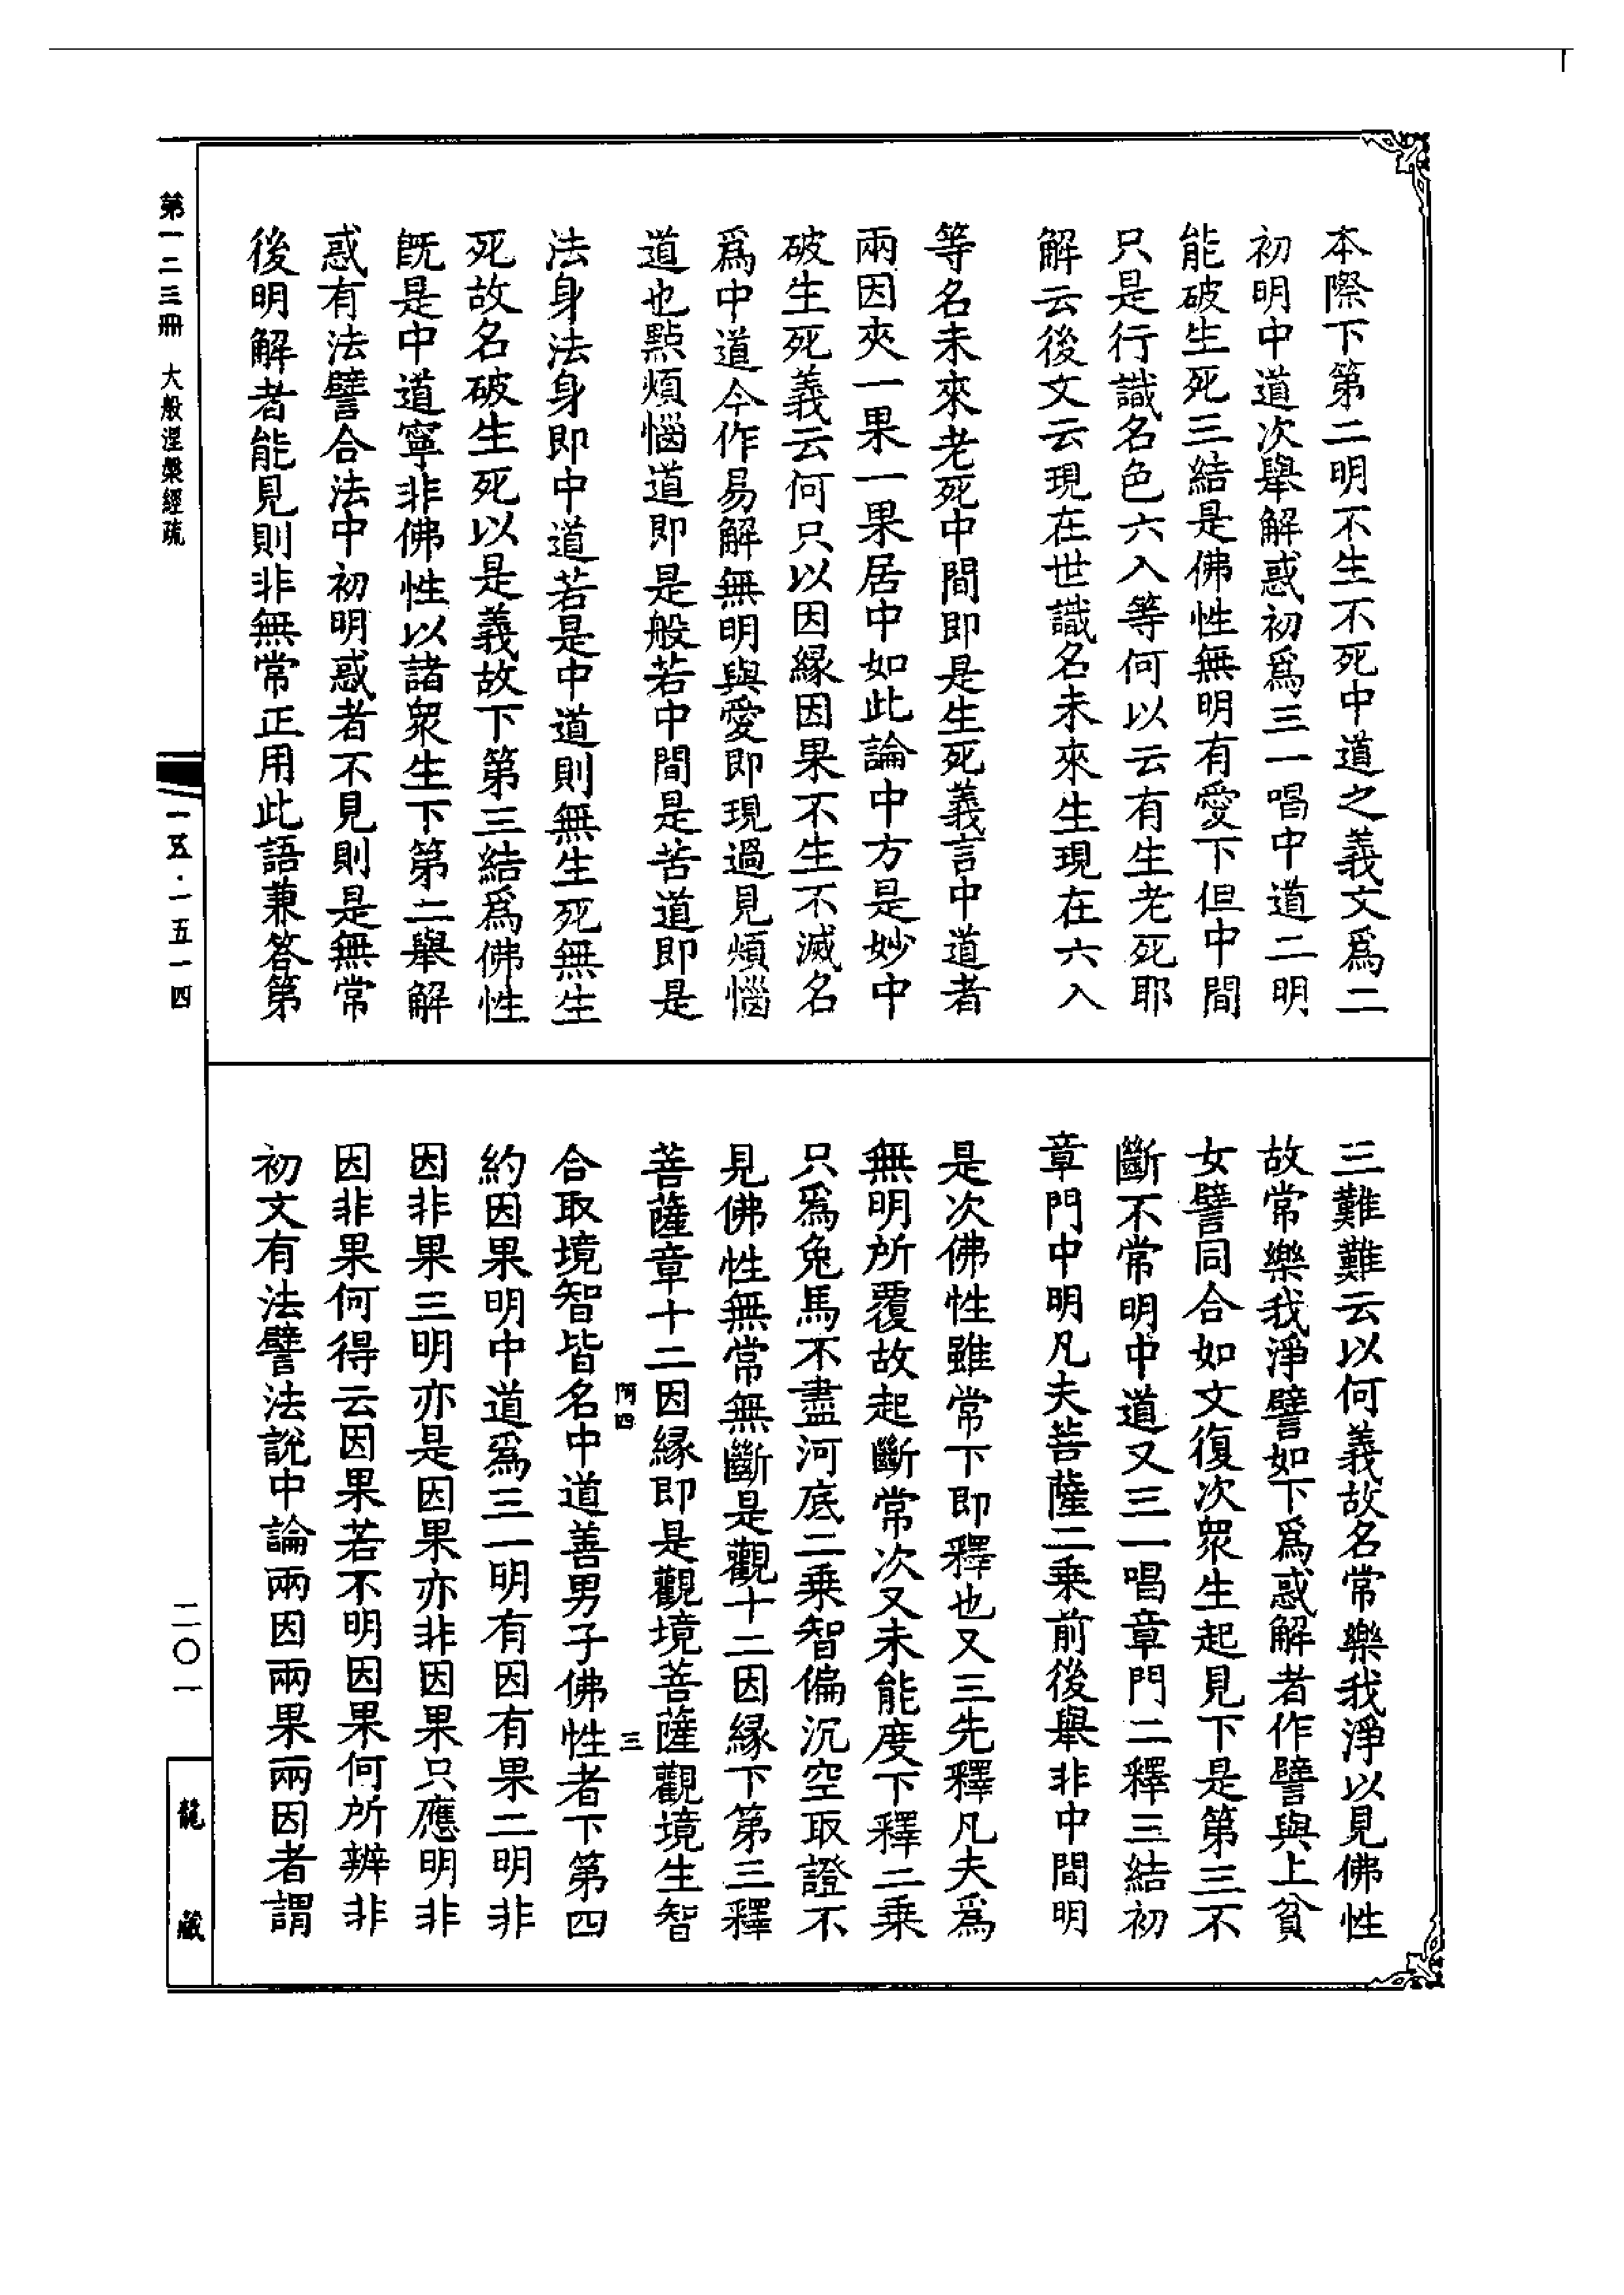 本際下第二明不生不死中道之義文爲二
初明中道次舉解惑初爲三一唱中道二明
能破生死三結是佛性無明有愛下但中間
只是行識名色六入等何以云有生老死耶
解云後文云現在世識名未來生現在六入
等名未來老死中間即是生死義言中道者
兩因夾一果一果居中如此論中方是妙中
破生死義云何只以因緣因果不生不滅名
爲中道今作易解無明與愛即現過見煩惱
道也㸃煩惱道即是般若中間是苦道即是
法身法身即中道若是中道則無生死無生
死故名破生死以是義故下第三結爲佛性
旣是中道寧非佛性以諸衆生下第二舉解
惑有法譬合法中初明惑者不見則是無常
後明解者能見則非無常正用此語兼答第
三難難云以何義故名常樂我淨以見佛性
故常樂我淨譬如下爲惑解者作譬與上貧
女譬同合如文復次衆生起見下是第三不
斷不常明中道又三一唱章門二釋三結初
章門中明凡夫菩薩二乘前後舉非中間明
是次佛性雖常下即釋也又三先釋凡夫爲
無明所覆故起斷常次又未能度下釋二乘
只爲兔馬不盡河底二乘智偏沉空取證不
見佛性無常無斷是觀十二因緣下第三釋
菩薩章十二因緣即是觀境菩薩觀境生智
阿四
三
合取境智皆名中道善男子佛性者下第四
約因果明中道爲三一明有因有果二明非
因非果三明亦是因果亦非因果只應明非
因非果何得云因果若不明因果何所辨非
初文有法譬法說中論兩因兩果兩因者謂
第一二三冊 大般涅槃經疏
一五·一五一四
二〇一
龍藏